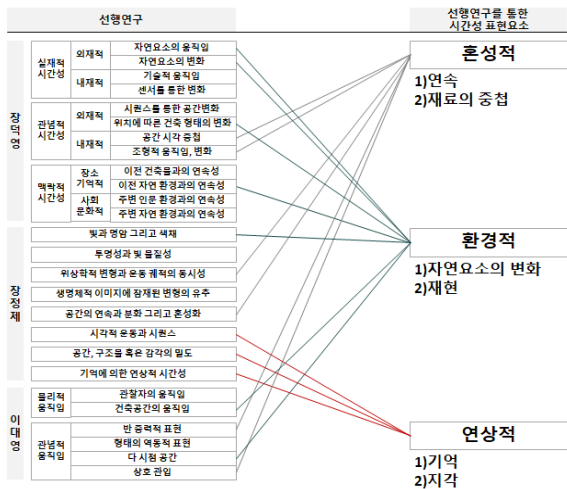 선행연구
선행연구를 통한
시간성 표현요소
장덕영
실재적
시간성
외재적
자연요소의 움직임
자연요소의 변화
내재적
기술적 움직임
센서를 통한 변화
관념적
시간성
외재적
시퀀스를 통한 공간변화
위치에 따른 건축 형태의 변화
내재적
공간 시각 중첩
조형적 움직임, 변화
맥락적
시간성
장소
기억적
이전 건축물과의 연속성
이전 자연 환경과의 연속성
사회
문화적
주변 인문 환경과의 연속성
주변 자연 환경과의 연속성
장정제
빛과 명암 그리고 색채
투명성과 빛 물질성
위상학적 변형과 운동 궤적의 동시성
생명체적 이미지에 잠재된 변형의 유추
공간의 연속과 분화 그리고 혼성화
시각적 운동과 시퀀스
공간, 구조물 혹은 감각의 밀도
기억에 의한 연상적 시간성
이대영
물리적
움직임
관찰자의 움직임
건축공간의 움직임
관념적
움직임
반 중력적 표현
형태의 역동적 표현
다 시점 공간
상호 관입
혼성적
1)연속
2)재료의 중첩
환경적
1)자연요소의 변화
2)재현
연상적
1)기억
2)지각